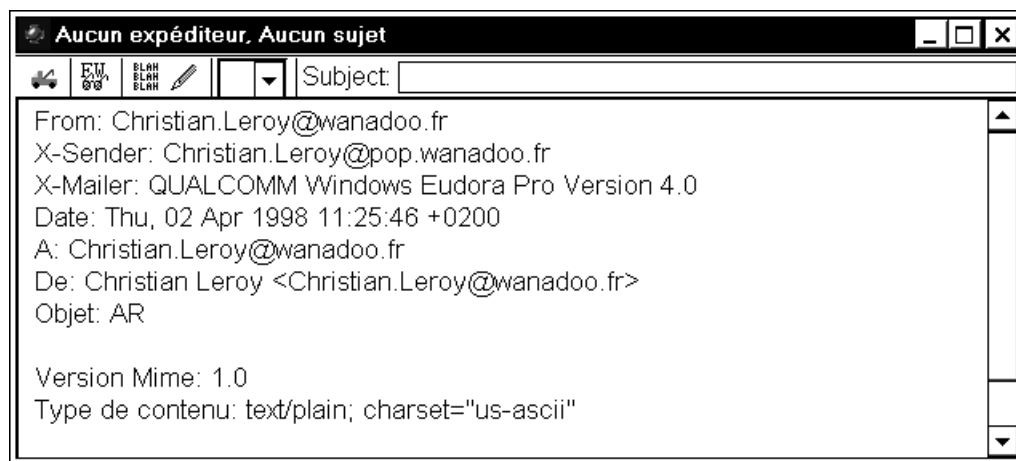 Aucun expéditeur, Aucun sujet
BLAH
BLAH
BLAH
Subject:
From: Christian.Leroy@wanadoo.fr
X-Sender: Christian.Leroy@pop.wanadoo.fr
X-Mailer: QUALCOMM Windows Eudora Pro Version 4.0
Date: Thu, 02 Apr 1998 11:25:46 +0200
A: Christian.Leroy@wanadoo.fr
De: Christian Leroy <Christian.Leroy@wanadoo.fr>
Objet: AR
Version Mime: 1.0
Type de contenu: text/plain; charset="us-ascii"